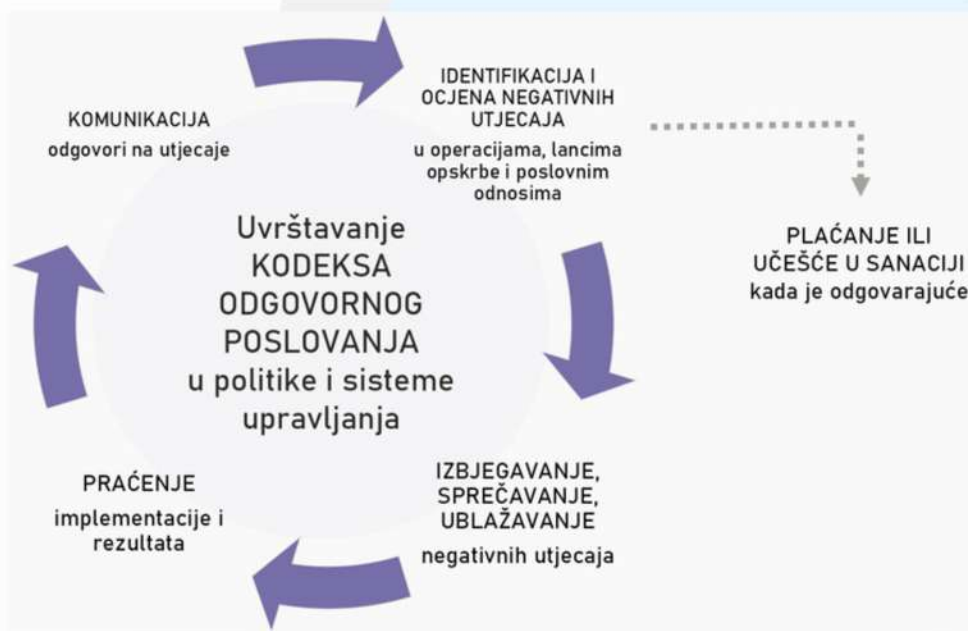 KOMUNIKACIJA
odgovori na utjecaje
IDENTIFIKACIJA I
OCJENA NEGATIVNIH
UTJECAJA
u operacijama, lancima
opskrbe i poslovnim
odnosima
PLAĆANJE ILI
UČEŠĆE U SANACIJI
kada je odgovarajuće
Uvrštavanje
KODEKSA
ODGOVORNOG
POSLOVANJA
u politike i sisteme
upravljanja
IZBJEGAVANJE,
SPREČAVANJE,
UBLAŽAVANJE
negativnih utjecaja
PRAĆENJE
implementacije i
rezultata